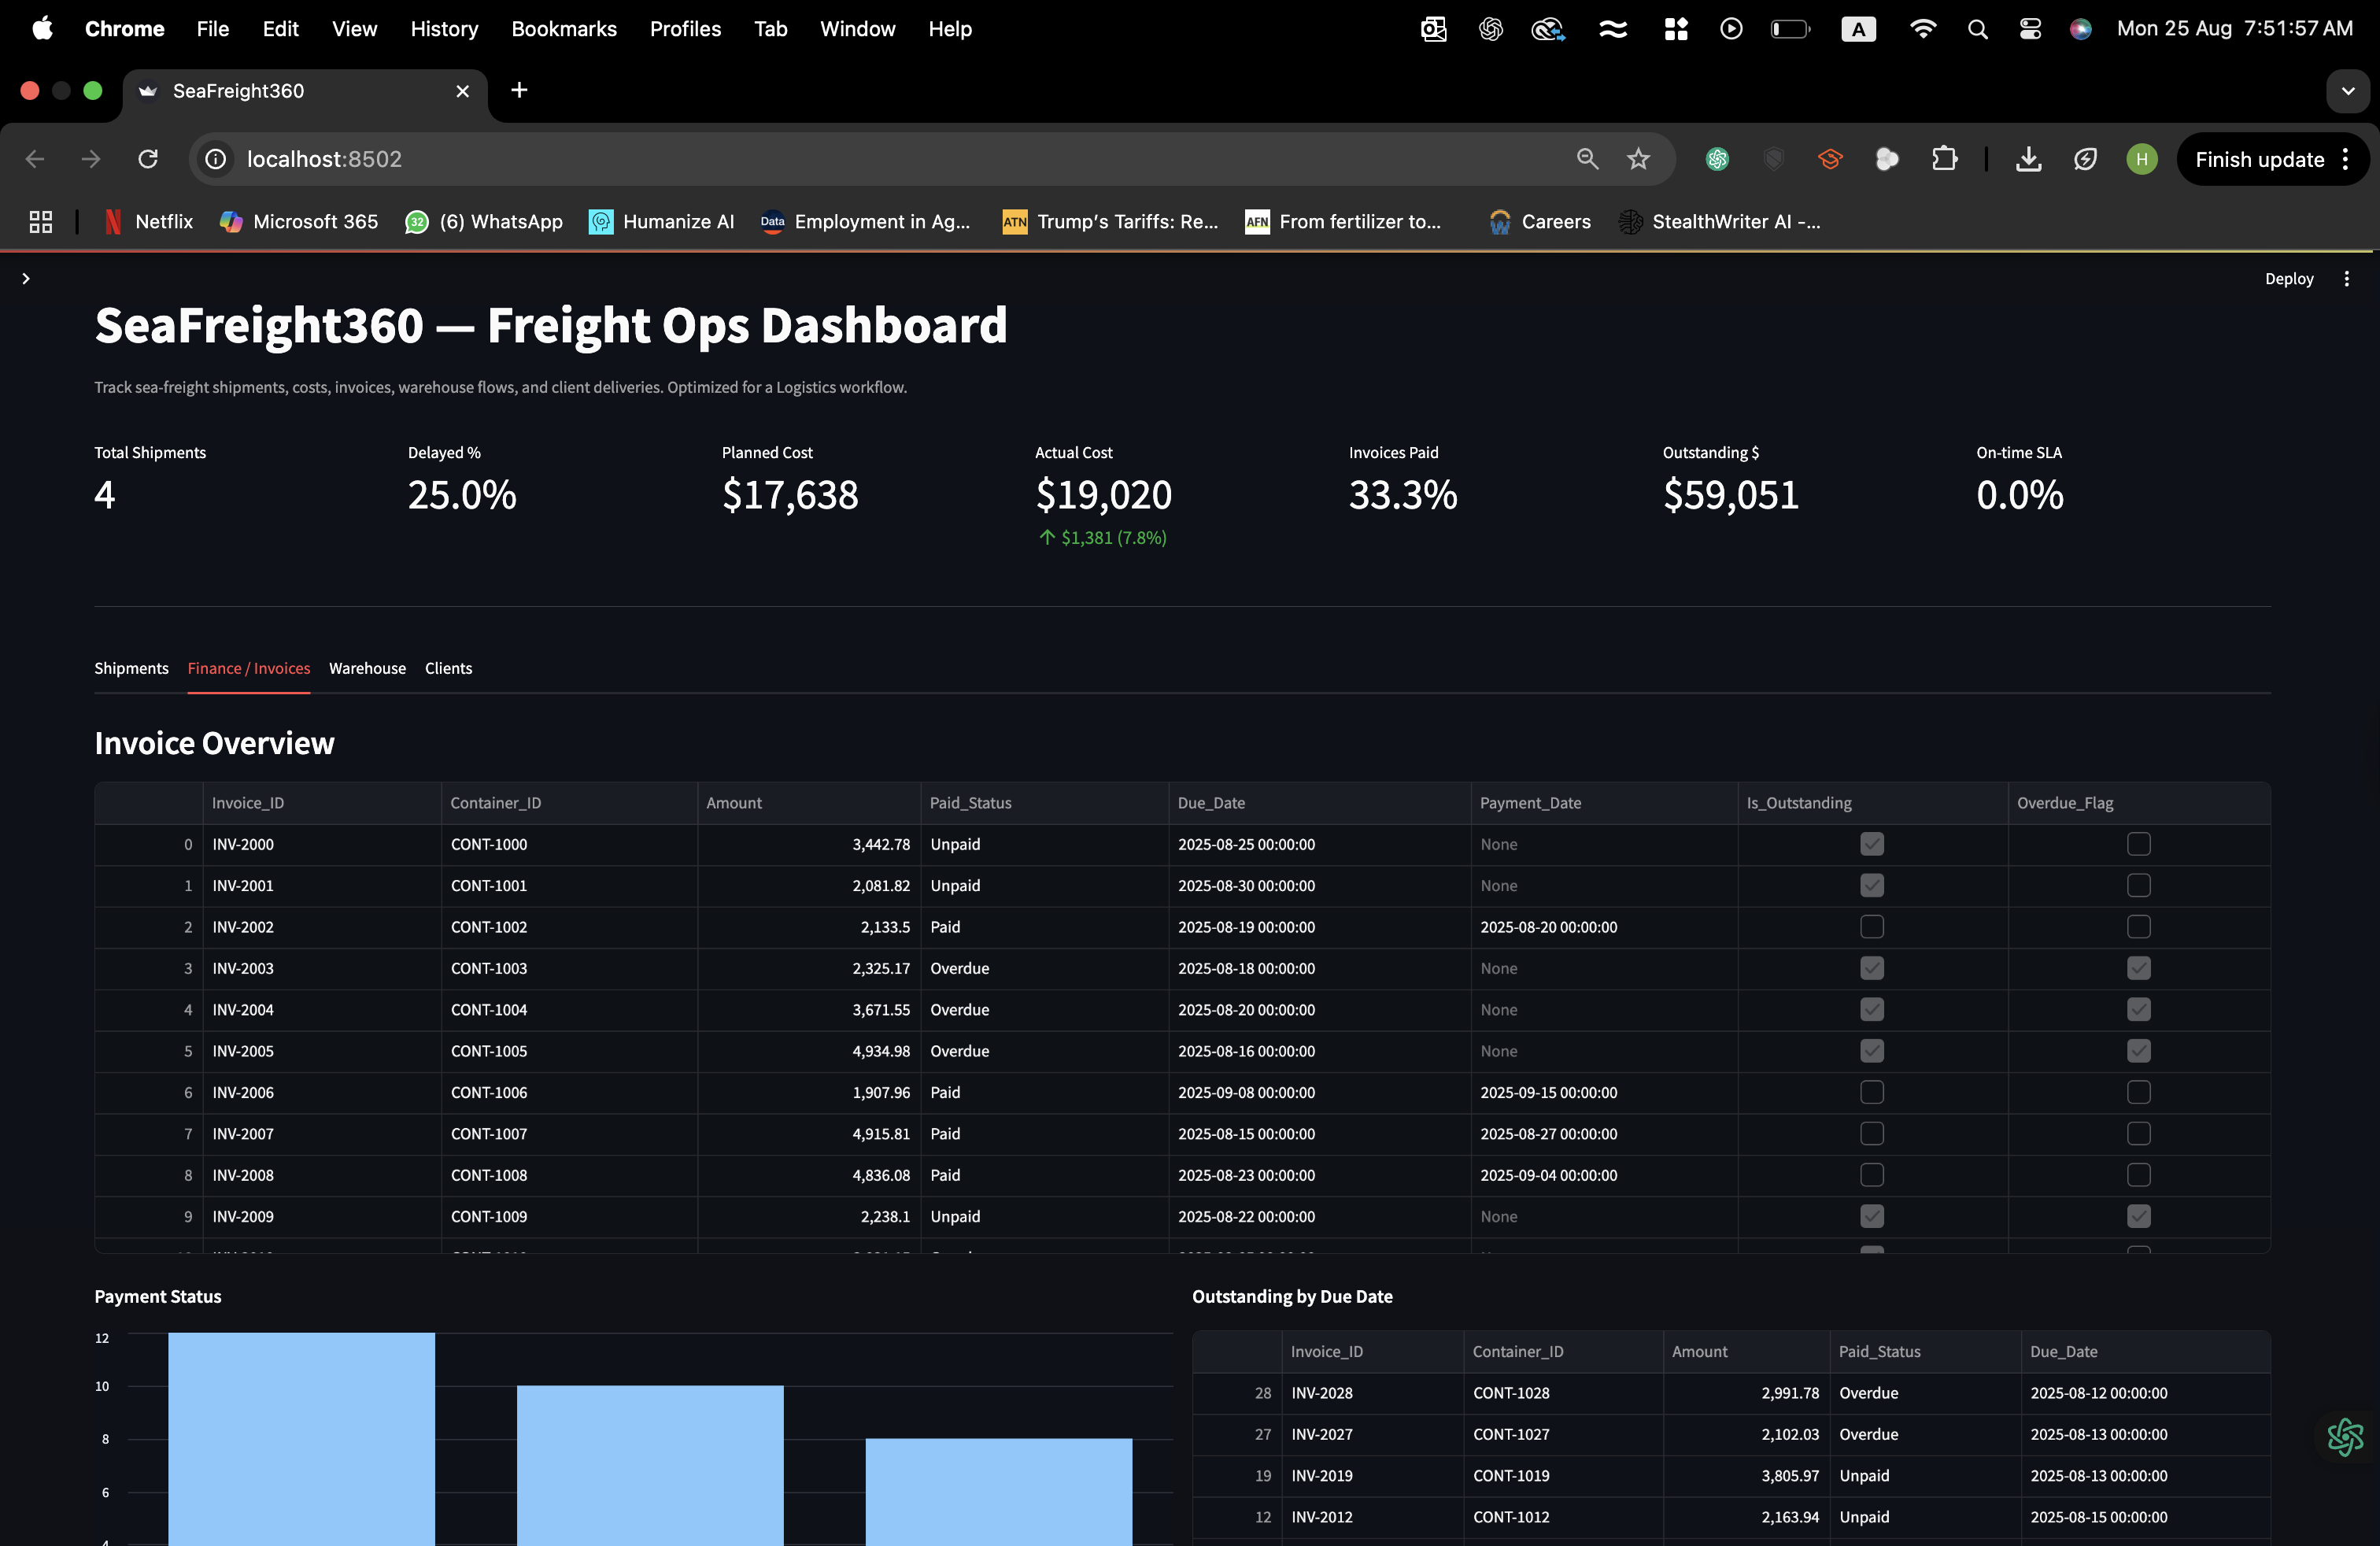 Chrome File Edit View History Bookmarks Profiles Tab Window Help A Mon 25 Aug 7:51:57 AM
SeaFreight360
localhost:8502 H Finish update
Netflix Microsoft 365 32 (6) WhatsApp Humanize AI Data Employment in Ag... ATN Trump's Tariffs: Re... AFN From fertilizer to... Careers StealthWriter AI -...
Deploy
SeaFreight360 — Freight Ops Dashboard
Track sea-freight shipments, costs, invoices, warehouse flows, and client deliveries. Optimized for a Logistics workflow.
Total Shipments Delayed % Planned Cost Actual Cost Invoices Paid Outstanding $ On-time SLA
4 25.0% $17,638 $19,020 33.3% $59,051 0.0%
↑ $1,381 (7.8%)
Shipments Finance / Invoices Warehouse Clients
Invoice Overview
Invoice_ID Container_ID Amount Paid_Status Due_Date Payment_Date Is_Outstanding Overdue_Flag
0 INV-2000 CONT-1000 3,442.78 Unpaid 2025-08-25 00:00:00 None
1 INV-2001 CONT-1001 2,081.82 Unpaid 2025-08-30 00:00:00 None
2 INV-2002 CONT-1002 2,133.5 Paid 2025-08-19 00:00:00 2025-08-20 00:00:00
3 INV-2003 CONT-1003 2,325.17 Overdue 2025-08-18 00:00:00 None
4 INV-2004 CONT-1004 3,671.55 Overdue 2025-08-20 00:00:00 None
5 INV-2005 CONT-1005 4,934.98 Overdue 2025-08-16 00:00:00 None
6 INV-2006 CONT-1006 1,907.96 Paid 2025-09-08 00:00:00 2025-09-15 00:00:00
7 INV-2007 CONT-1007 4,915.81 Paid 2025-08-15 00:00:00 2025-08-27 00:00:00
8 INV-2008 CONT-1008 4,836.08 Paid 2025-08-23 00:00:00 2025-09-04 00:00:00
9 INV-2009 CONT-1009 2,238.1 Unpaid 2025-08-22 00:00:00 None
Payment Status
12
10
8
6
4
Outstanding by Due Date
Invoice_ID Container_ID Amount Paid_Status Due_Date
28 INV-2028 CONT-1028 2,991.78 Overdue 2025-08-12 00:00:00
27 INV-2027 CONT-1027 2,102.03 Overdue 2025-08-13 00:00:00
19 INV-2019 CONT-1019 3,805.97 Unpaid 2025-08-13 00:00:00
12 INV-2012 CONT-1012 2,163.94 Unpaid 2025-08-15 00:00:00